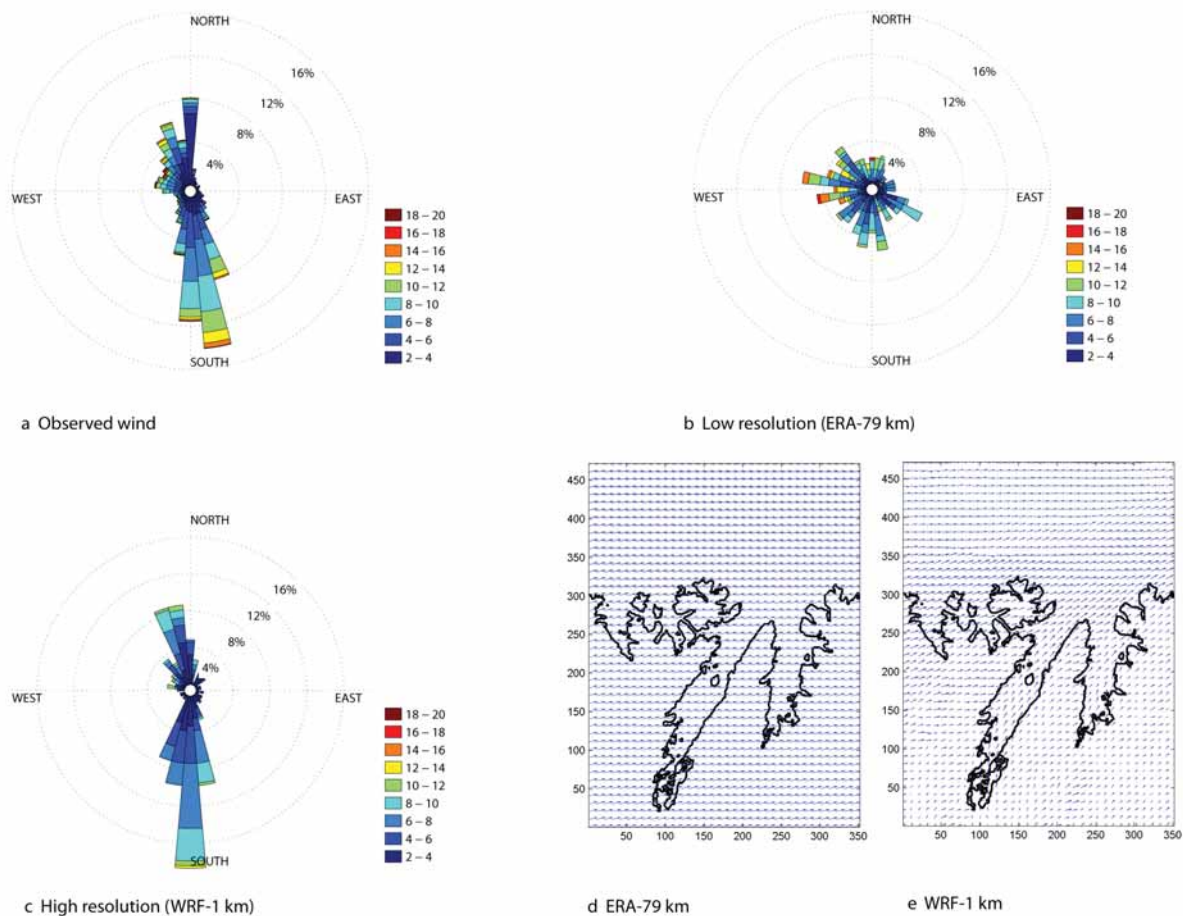 NORTH
16%
12%
8%
4%
WEST
EAST
SOUTH
18 – 20
16 – 18
14 – 16
12 – 14
10 – 12
8 – 10
6 – 8
4 – 6
2 – 4
a Observed wind
NORTH
16%
12%
8%
4%
WEST
EAST
SOUTH
18 – 20
16 – 18
14 – 16
12 – 14
10 – 12
8 – 10
6 – 8
4 – 6
2 – 4
b Low resolution (ERA-79 km)
NORTH
16%
12%
8%
4%
WEST
EAST
SOUTH
18 – 20
16 – 18
14 – 16
12 – 14
10 – 12
8 – 10
6 – 8
4 – 6
2 – 4
c High resolution (WRF-1 km)
450
400
350
300
250
200
150
100
50
50 100 150 200 250 300 350
d ERA-79 km
450
400
350
300
250
200
150
100
50
50 100 150 200 250 300 350
e WRF-1 km